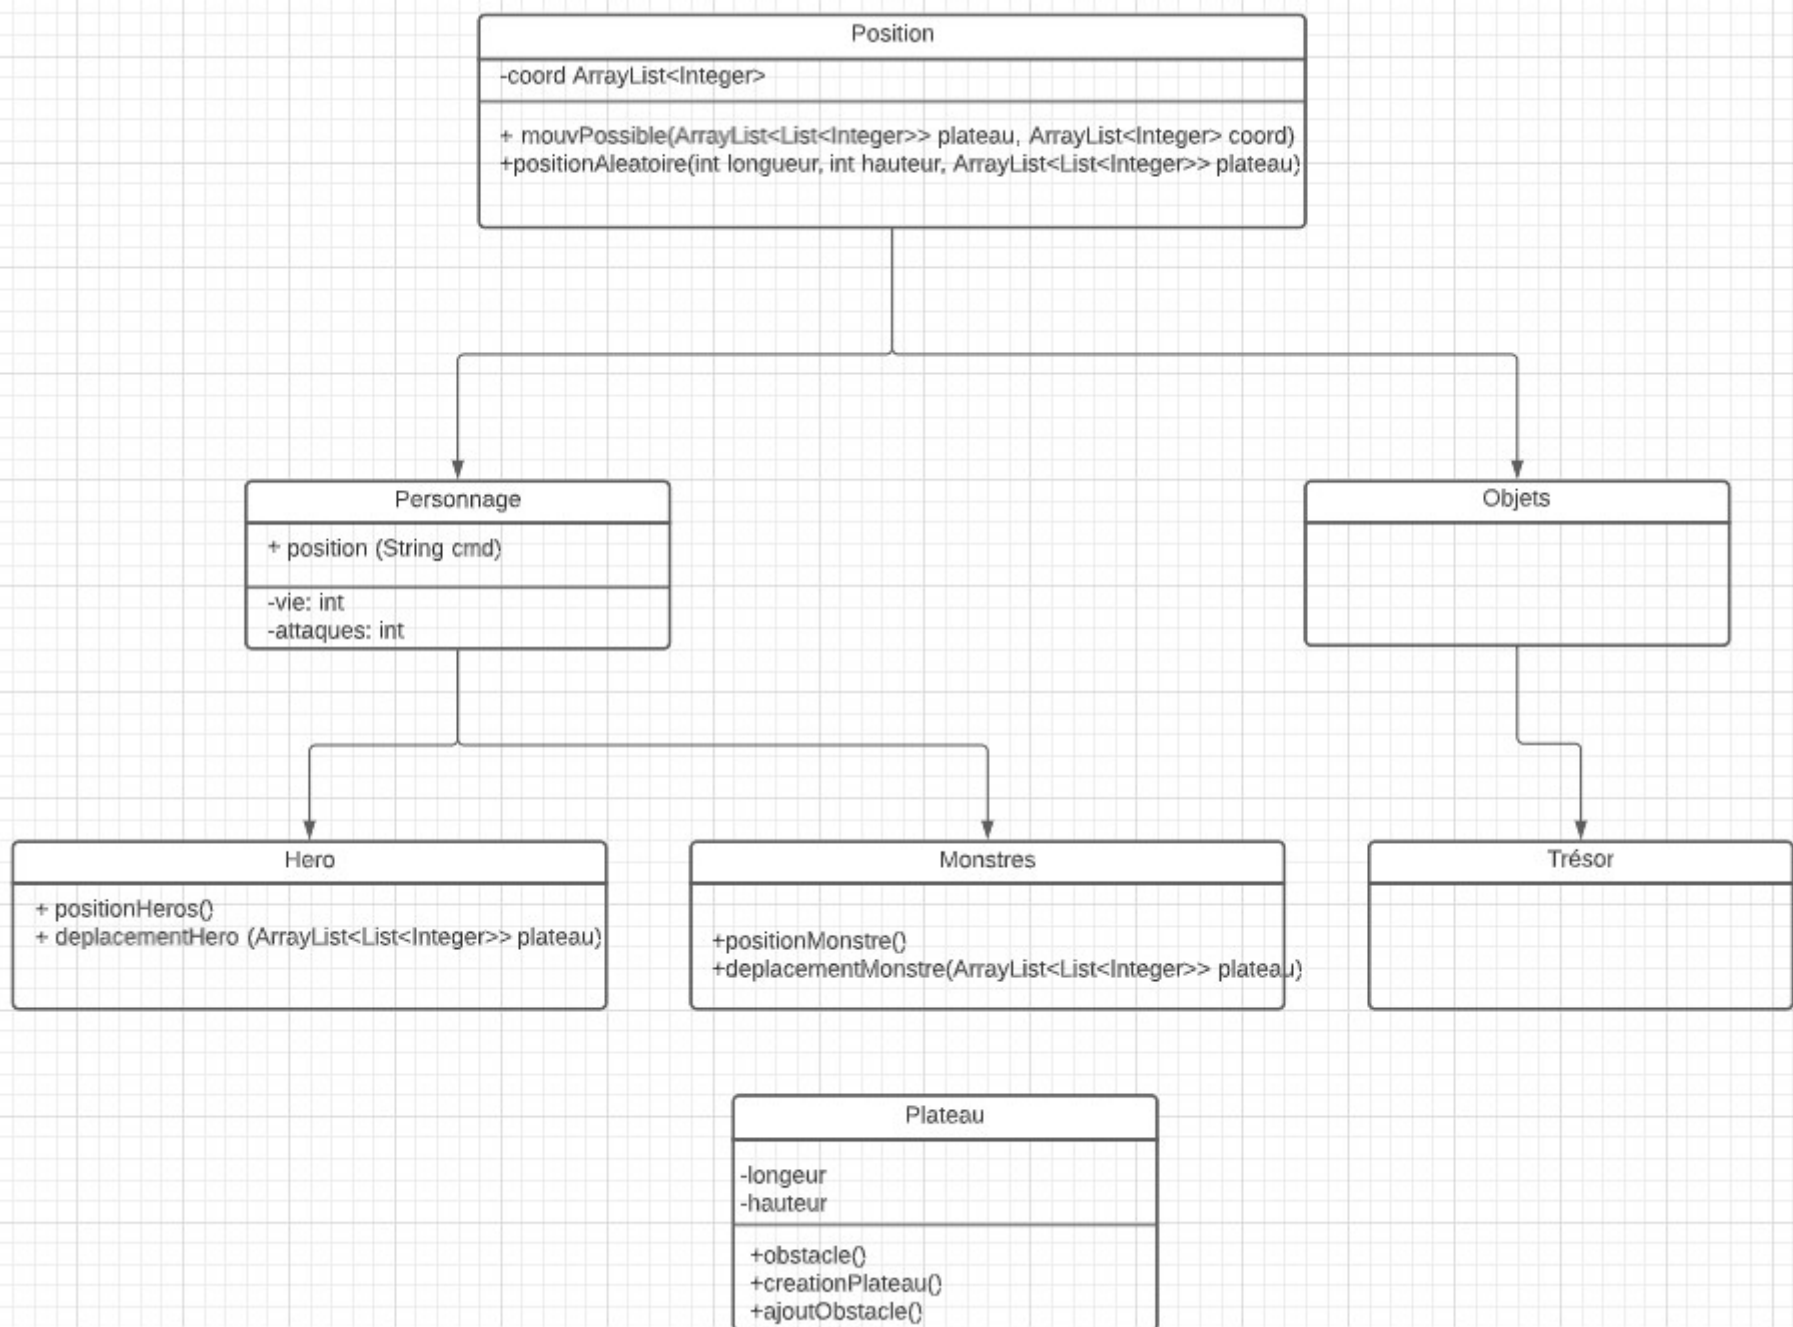 Position
-coord ArrayList<Integer>
+ mouvPossible(ArrayList<List<Integer>> plateau, ArrayList<Integer> coord)
+positionAleatoire(int longueur, int hauteur, ArrayList<List<Integer>> plateau)
Personnage
+ position (String cmd)
-vie: int
-attaques: int
Objets
Hero
+ positionHeros()
+ deplacementHero (ArrayList<List<Integer>> plateau)
Monstres
+positionMonstre()
+deplacementMonstre(ArrayList<List<Integer>> plateau)
Trésor
Plateau
-longeur
-hauteur
+obstacle()
+creationPlateau()
+ajoutObstacle()